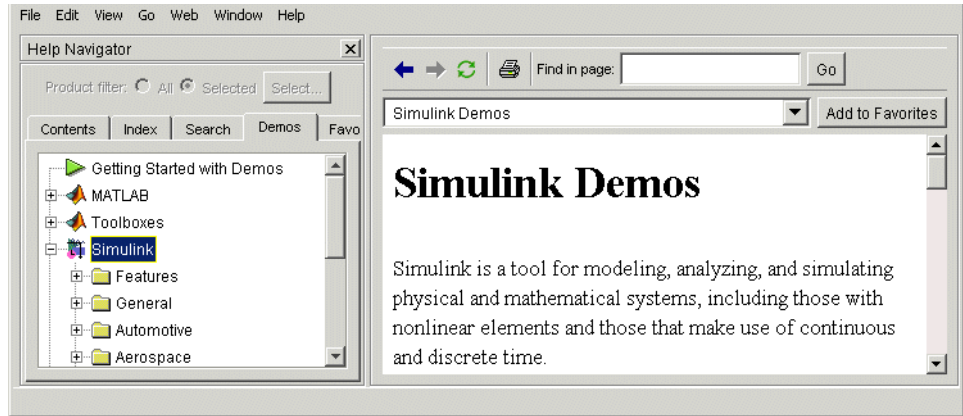 File Edit View Go Web Window Help
Help Navigator
Product filter: All Selected Select...
Contents Index Search Demos Favo
Getting Started with Demos
MATLAB
Toolboxes
Simulink
Features
General
Automotive
Aerospace
Find in page: Go
Simulink Demos Add to Favorites
Simulink Demos
Simulink is a tool for modeling, analyzing, and simulating
physical and mathematical systems, including those with
nonlinear elements and those that make use of continuous
and discrete time.